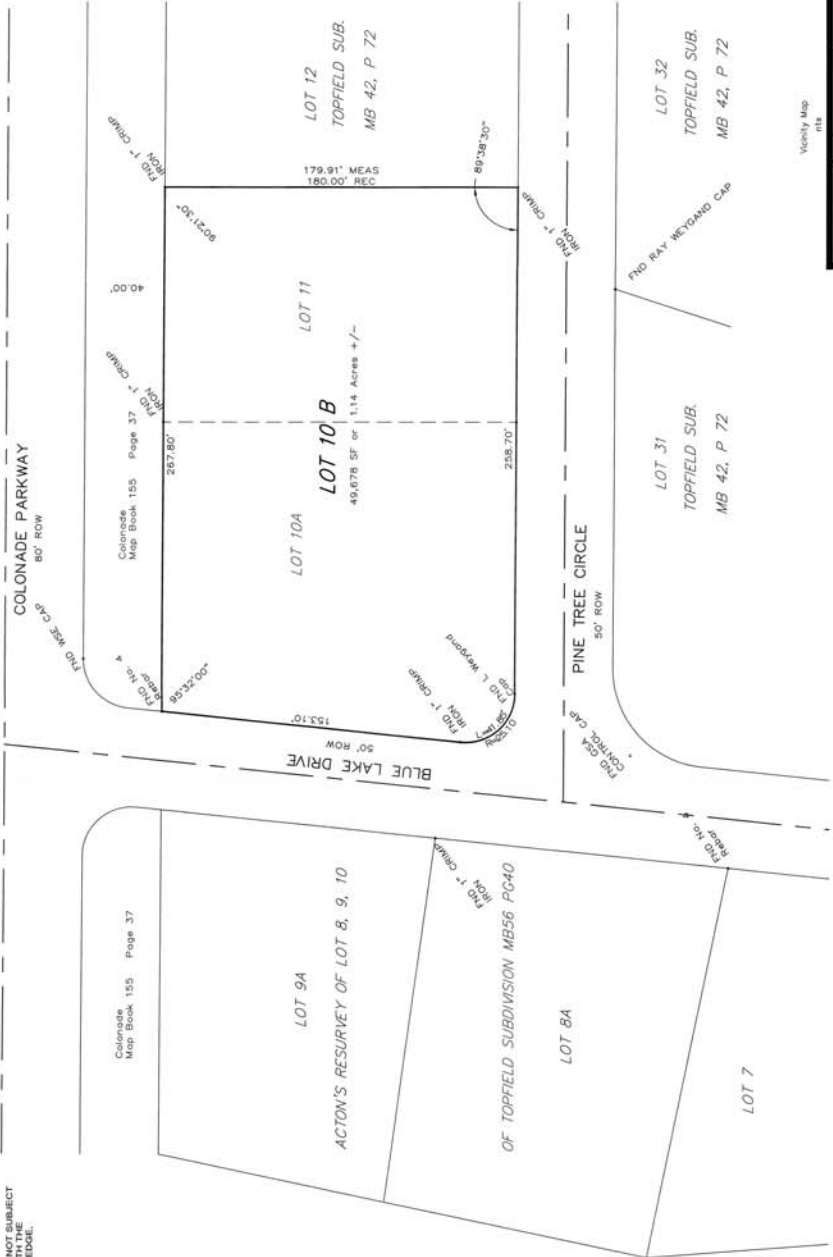 NOT SUBJECT
TH THE
EDGE.
COLONADE PARKWAY
80' ROW
FND WSE CAP
Colonade
Map Book 155 Page 37
FND 1" CRIMP
IRON
40.00'
FND 1" CRIMP
IRON
LOT 12
TOPFIELD SUB.
MB 42, P 72
Colonade
Map Book 155 Page 37
FND No. 4
Rebar
95°32'00"
267.80'
90°21'30"
179.91' MEAS
180.00' REC
LOT 11
LOT 10A
LOT 10 B
49,678 SF or 1.14 Acres +/-
89°38'30"
153.10'
50' ROW
BLUE LAKE DRIVE
FND 1" CRIMP
IRON
FND L Weygand
Cap
L=41.85'
R=25.10
258.70'
FND 1" CRIMP
IRON
LOT 9A
ACTON'S RESURVEY OF LOT 8, 9, 10
FND 1" CRIMP
IRON
OF TOPFIELD SUBDIVISION MB56 PG40
LOT 8A
LOT 7
FND GSA
CONTROL CAP
PINE TREE CIRCLE
50' ROW
FND No.
Rebar
FND RAY WEYGAND CAP
LOT 31
TOPFIELD SUB.
MB 42, P 72
LOT 32
TOPFIELD SUB.
MB 42, P 72
Vicinity Map
nts